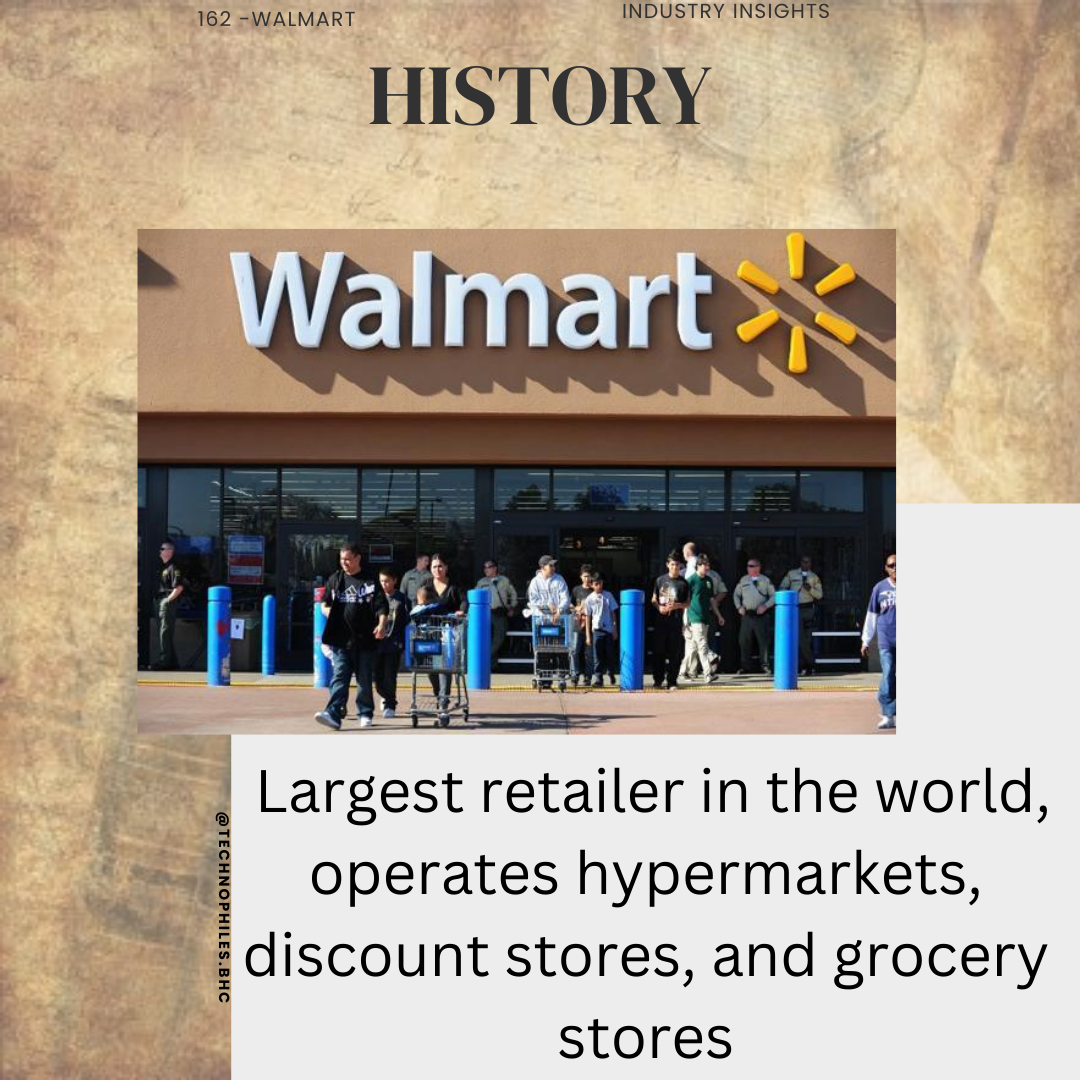 162 -WALMART
INDUSTRY INSIGHTS
HISTORY
Walmart
Largest retailer in the world,
operates hypermarkets,
discount stores, and grocery
stores
@TECHNOPHILES.BHC